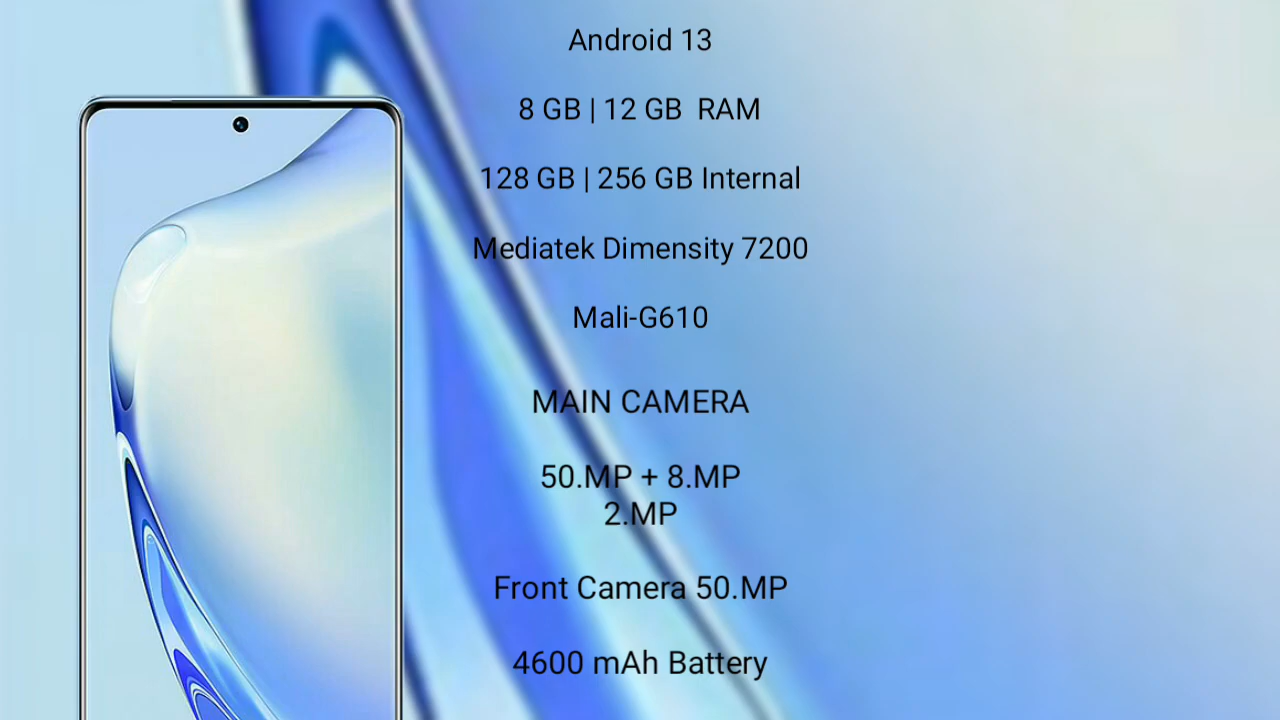 Android 13
8 GB | 12 GB  RAM
128 GB | 256 GB Internal
Mediatek Dimensity 7200
Mali-G610
MAIN CAMERA
50.MP + 8.MP
2.MP
Front Camera 50.MP
4600 mAh Battery